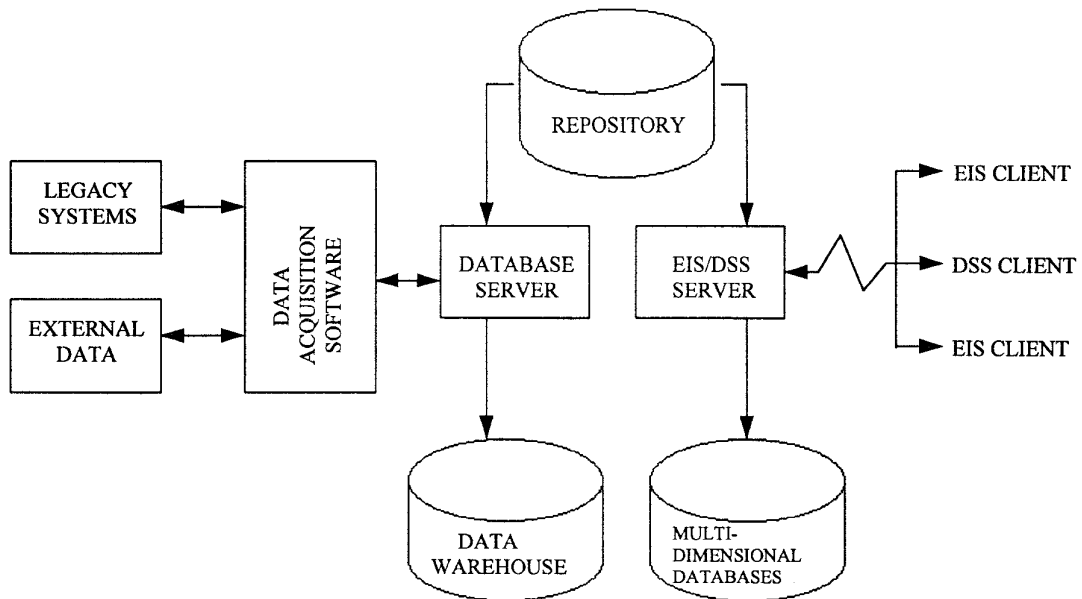 REPOSITORY
LEGACY
SYSTEMS
EXTERNAL
DATA
DATA
ACQUISITION
SOFTWARE
DATABASE
SERVER
EIS/DSS
SERVER
EIS CLIENT
DSS CLIENT
EIS CLIENT
DATA
WAREHOUSE
MULTI-
DIMENSIONAL
DATABASES